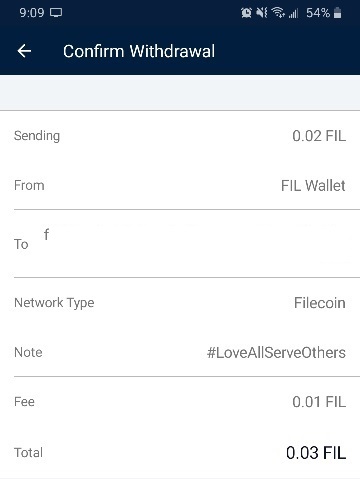 9:09 54%
Confirm Withdrawal
Sending 0.02 FIL
From FIL Wallet
To f
Network Type Filecoin
Note #LoveAllServeOthers
Fee 0.01 FIL
Total 0.03 FIL